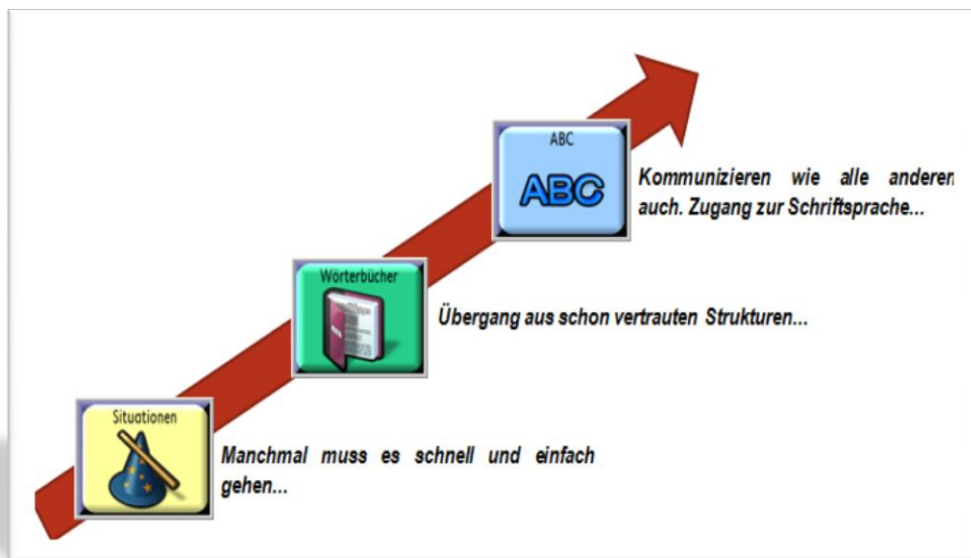 ABC
ABC
Kommunizieren wie alle anderen
auch. Zugang zur Schriftsprache...
Wörterbücher
Übergang aus schon vertrauten Strukturen...
Situationen
Manchmal muss es schnell und einfach
gehen...